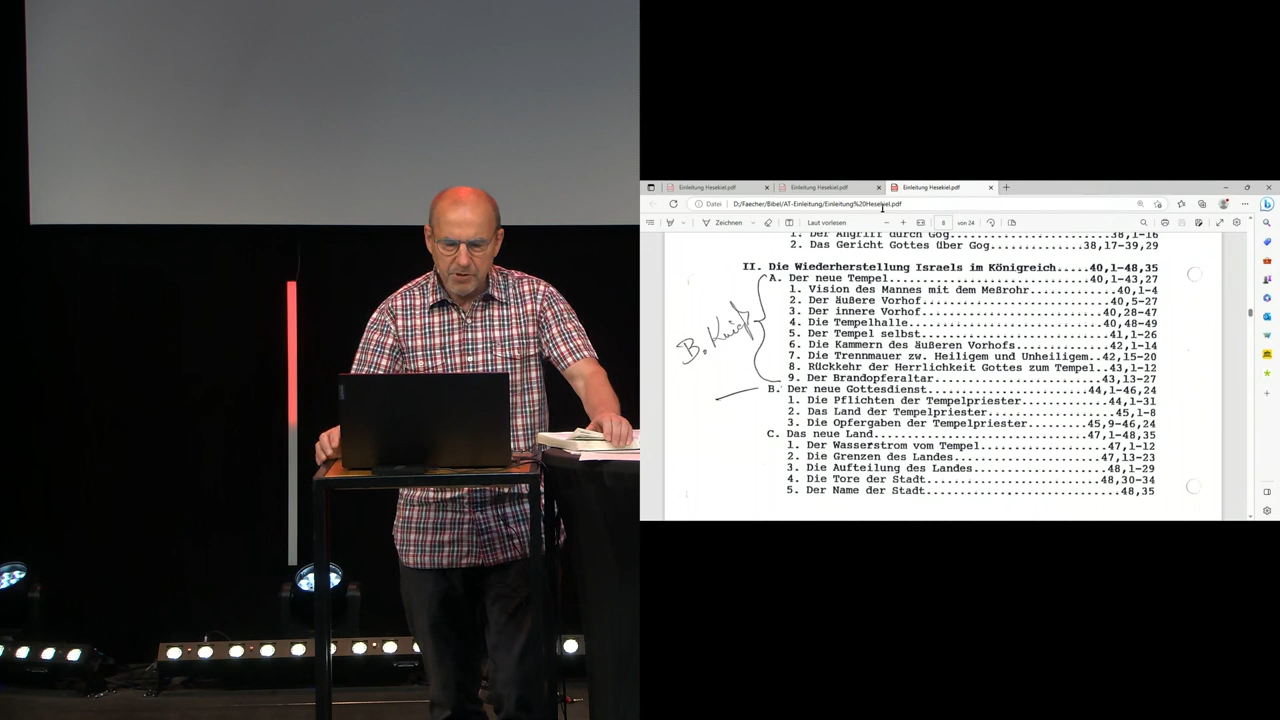 Einleitung Hesekiel.pdf
Einleitung Hesekiel.pdf
Einleitung Hesekiel.pdf
Datei
D:/Faecher/Bibel/AT-Einleitung/Einleitung%20Hesekiel.pdf
Zeichnen
Laut vorlesen
8
von 24
1. Der Angriff durch Gog....................38,1-16
2. Das Gericht Gottes über Gog............38,17-39,29
II. Die Wiederherstellung Israels im Königreich.....40,1-48,35
A. Der neue Tempel.........................40,1-43,27
1. Vision des Mannes mit dem Meßrohr.........40,1-4
2. Der äußere Vorhof.........................40,5-27
3. Der innere Vorhof........................40,28-47
4. Die Tempelhalle..........................40,48-49
5. Der Tempel selbst.........................41,1-26
6. Die Kammern des äußeren Vorhofs...........42,1-14
7. Die Trennmauer zw. Heiligem und Unheiligem..42,15-20
8. Rückkehr der Herrlichkeit Gottes zum Tempel..43,1-12
9. Der Brandopferaltar......................43,13-27
B. Der neue Gottesdienst....................44,1-46,24
1. Die Pflichten der Tempelpriester..........44,1-31
2. Das Land der Tempelpriester................45,1-8
3. Die Opfergaben der Tempelpriester.......45,9-46,24
C. Das neue Land...........................47,1-48,35
1. Der Wasserstrom vom Tempel................47,1-12
2. Die Grenzen des Landes...................47,13-23
3. Die Aufteilung des Landes.................48,1-29
4. Die Tore der Stadt.......................48,30-34
5. Der Name der Stadt..........................48,35